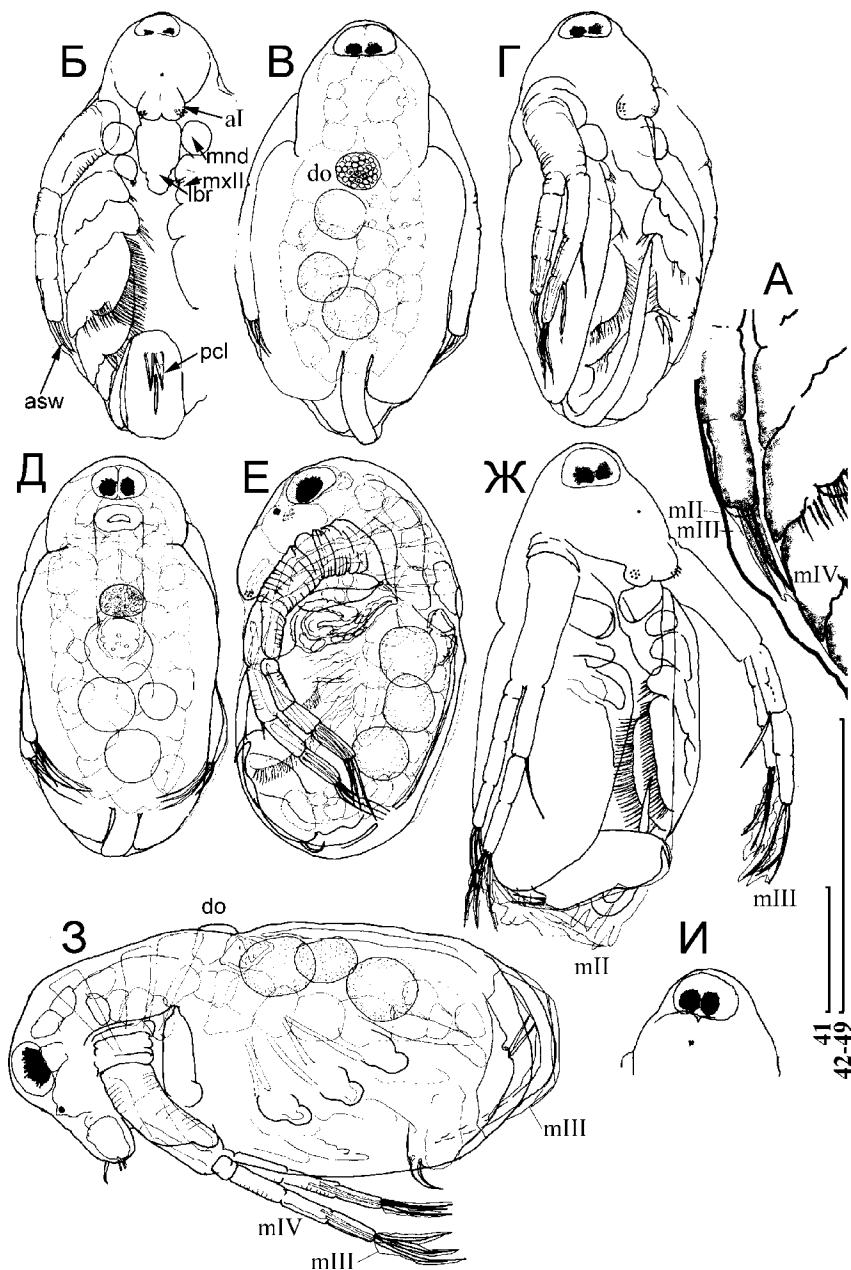 Б
aI
mnd
mxII
lbr
pcl
asw
В
do
Г
А
mII
mIII
mIV
Д
Е
Ж
mIII
mII
З
do
mIII
mIV
mIII
И
41
42-49